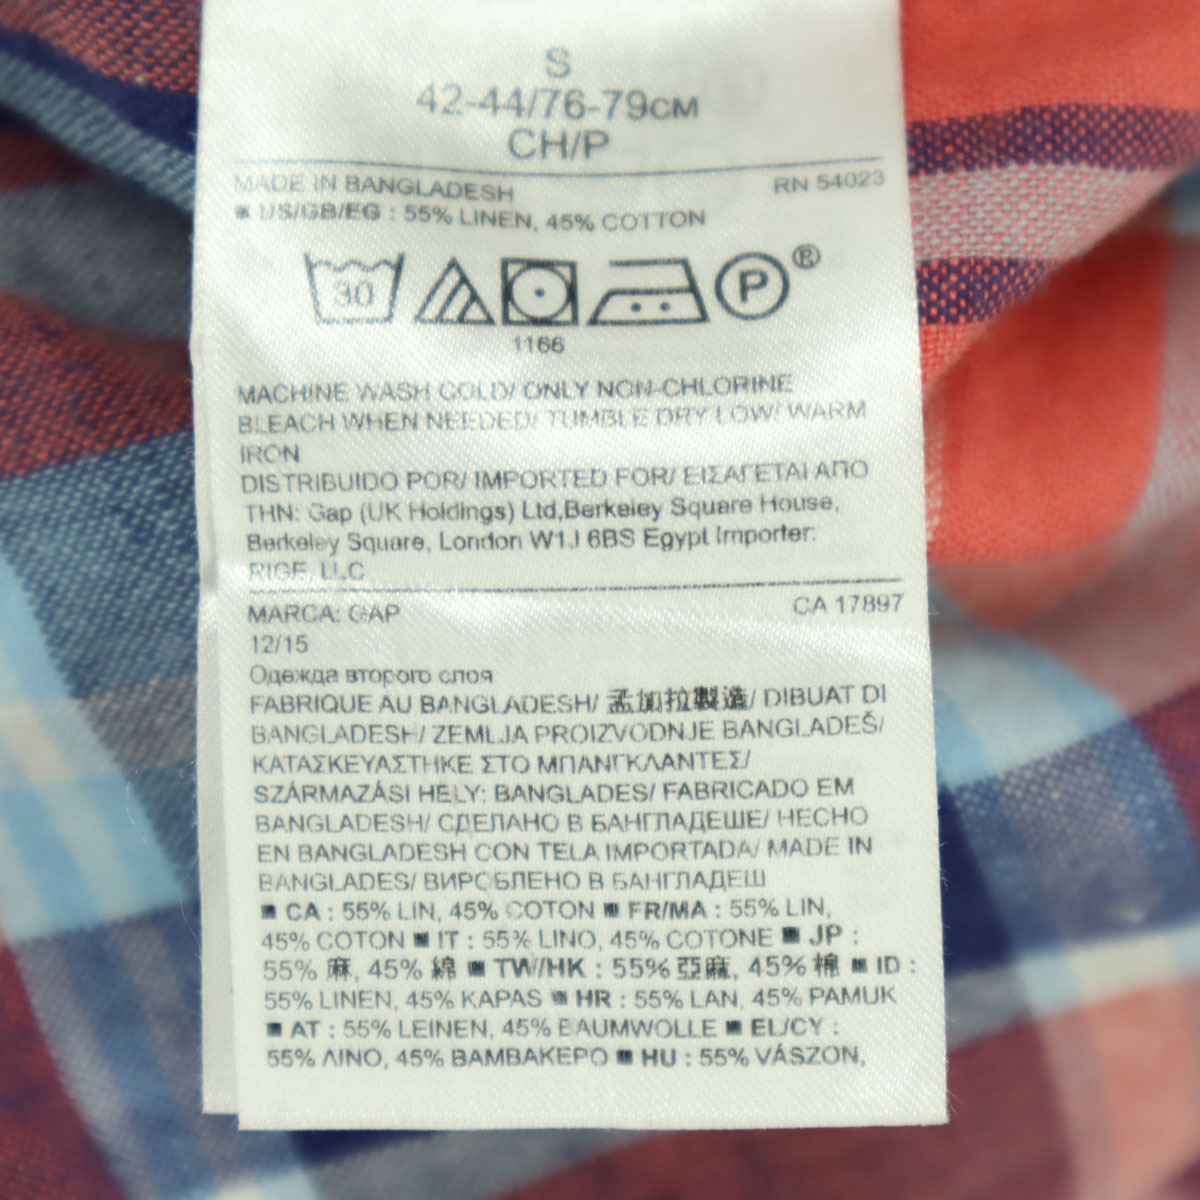 S
42-44/76-79CM
CH/P
MADE IN BANGLADESH RN 54023
■ US/GB/EG : 55% LINEN, 45% COTTON
30 P ®
1166
MACHINE WASH COLD/ ONLY NON-CHLORINE
BLEACH WHEN NEEDED/ TUMBLE DRY LOW/ WARM
IRON
DISTRIBUIDO POR/ IMPORTED FOR/ ΕΙΣΑΓΕΤΑΙ ΑΠΟ
THN: Gap (UK Holdings) Ltd,Berkeley Square House,
Berkeley Square, London W1J 6BS Egypt Importer:
RIGE, LLC
MARCA: GAP CA 17897
12/15
Одежда второго слоя
FABRIQUE AU BANGLADESH/ 孟加拉製造/ DIBUAT DI
BANGLADESH/ ZEMLJA PROIZVODNJE BANGLADEŠ/
ΚΑΤΑΣΚΕΥΑΣΤΗΚΕ ΣΤΟ ΜΠΑΝΓΚΛΑΝΤΕΣ/
SZÁRMAZÁSI HELY: BANGLADES/ FABRICADO EM
BANGLADESH/ СДЕЛАНО В БАНГЛАДЕШЕ/ HECHO
EN BANGLADESH CON TELA IMPORTADA/ MADE IN
BANGLADES/ ВИРОБЛЕНО В БАНГЛАДЕШ
■ CA : 55% LIN, 45% COTON ■ FR/MA : 55% LIN,
45% COTON ■ IT : 55% LINO, 45% COTONE ■ JP :
55% 麻, 45% 綿 ■ TW/HK : 55% 亞麻, 45% 棉 ■ ID :
55% LINEN, 45% KAPAS ■ HR : 55% LAN, 45% PAMUK
■ AT : 55% LEINEN, 45% BAUMWOLLE ■ EL/CY :
55% ΛΙΝΟ, 45% ΒΑΜΒΑΚΕΡΟ ■ HU : 55% VÁSZON,